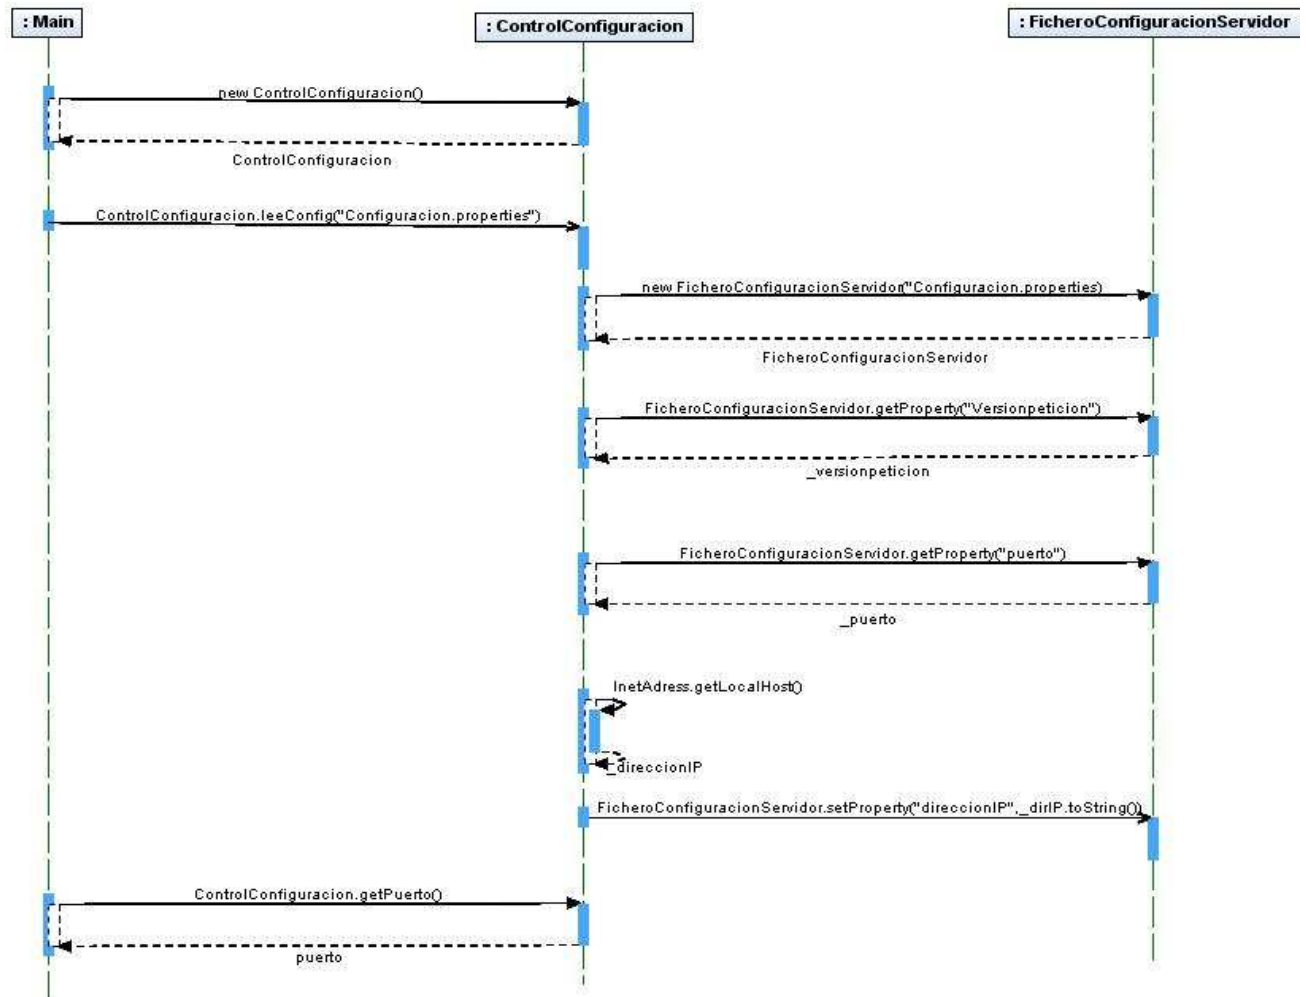 : Main
: ControlConfiguracion
: FicheroConfiguracionServidor
new ControlConfiguracion()
ControlConfiguracion
ControlConfiguracion.leeConfig("Configuracion.properties")
new FicheroConfiguracionServidor("Configuracion.properties)
FicheroConfiguracionServidor
FicheroConfiguracionServidor.getProperty("Versionpeticion")
_versionpeticion
FicheroConfiguracionServidor.getProperty("puerto")
_puerto
InetAdress.getLocalHost()
_direccionIP
FicheroConfiguracionServidor.setProperty("direccionIP",_dirIP.toString())
ControlConfiguracion.getPuerto()
puerto